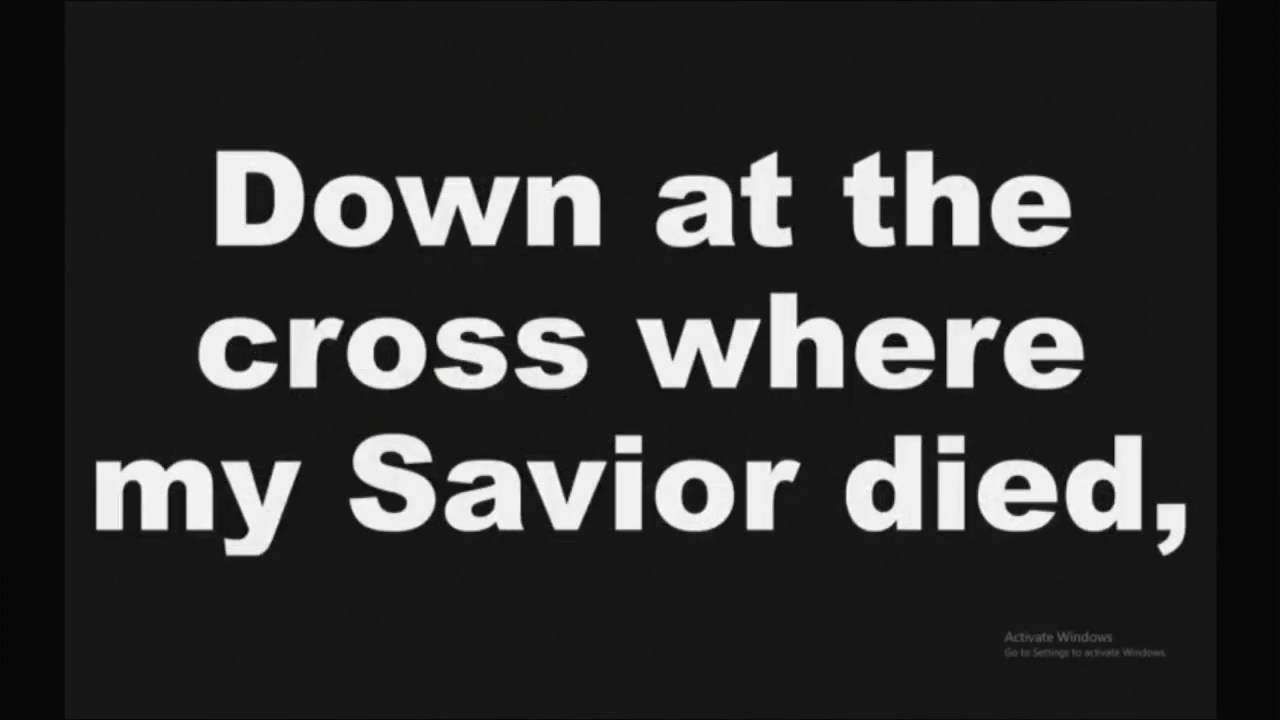 Down at the
cross where
my Savior died,
Activate Windows
Go to Settings to activate Windows.